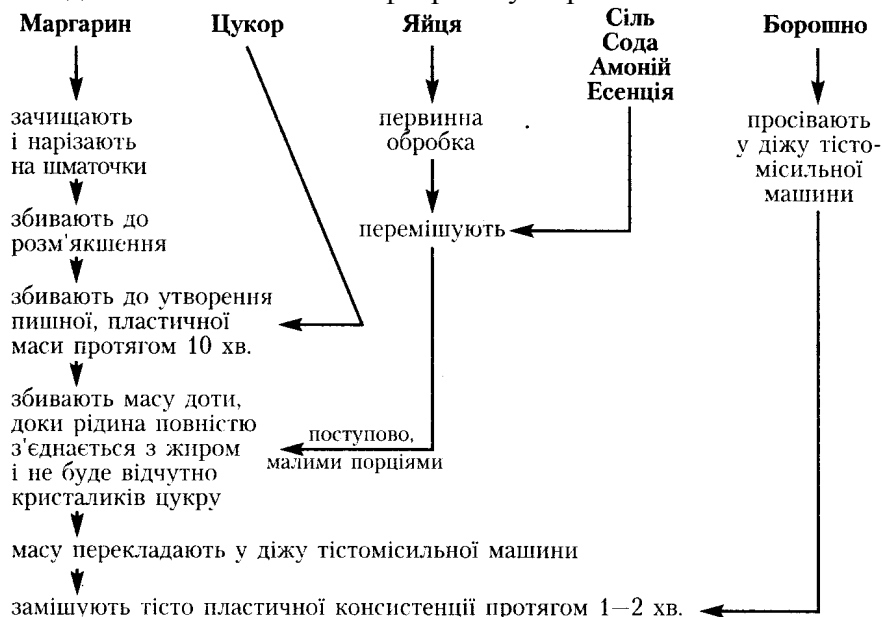 Маргарин Цукор Яйця Сіль
Сода
Амоній
Есенція Борошно
зачищають
і нарізають
на шматочки
первинна
обробка
просівають
у діжу тісто-
місильної
машини
збивають до
розм'якшення
перемішують
збивають до утворення
пишної, пластичної
маси протягом 10 хв.
збивають масу доти,
доки рідина повністю
з'єднається з жиром
і не буде відчутно
кристаликів цукру
поступово,
малими порціями
масу перекладають у діжу тістомісильної машини
замішують тісто пластичної консистенції протягом 1–2 хв.